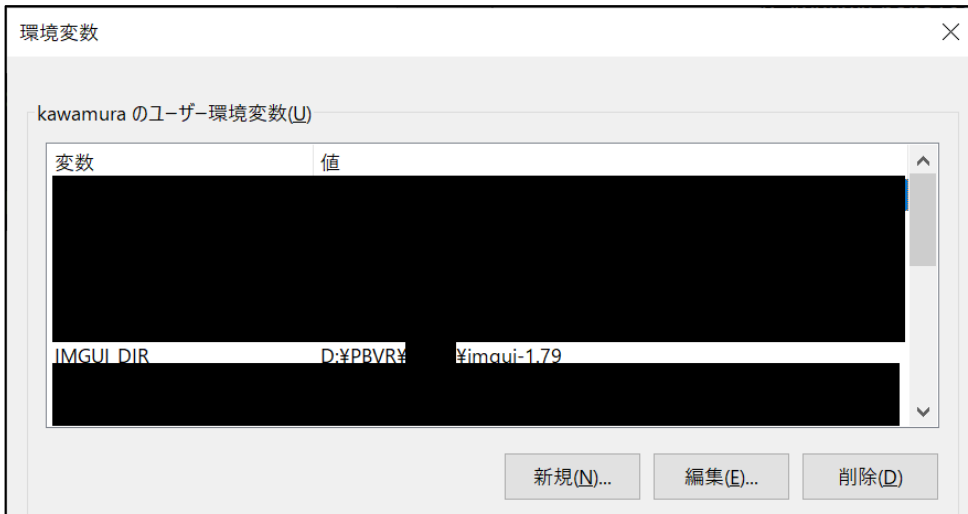 環境変数
kawamura のユーザー環境変数(U)
変数 値
IMGUI_DIR D:¥PBVR¥ ¥imgui-1.79
新規(N)... 編集(E)... 削除(D)